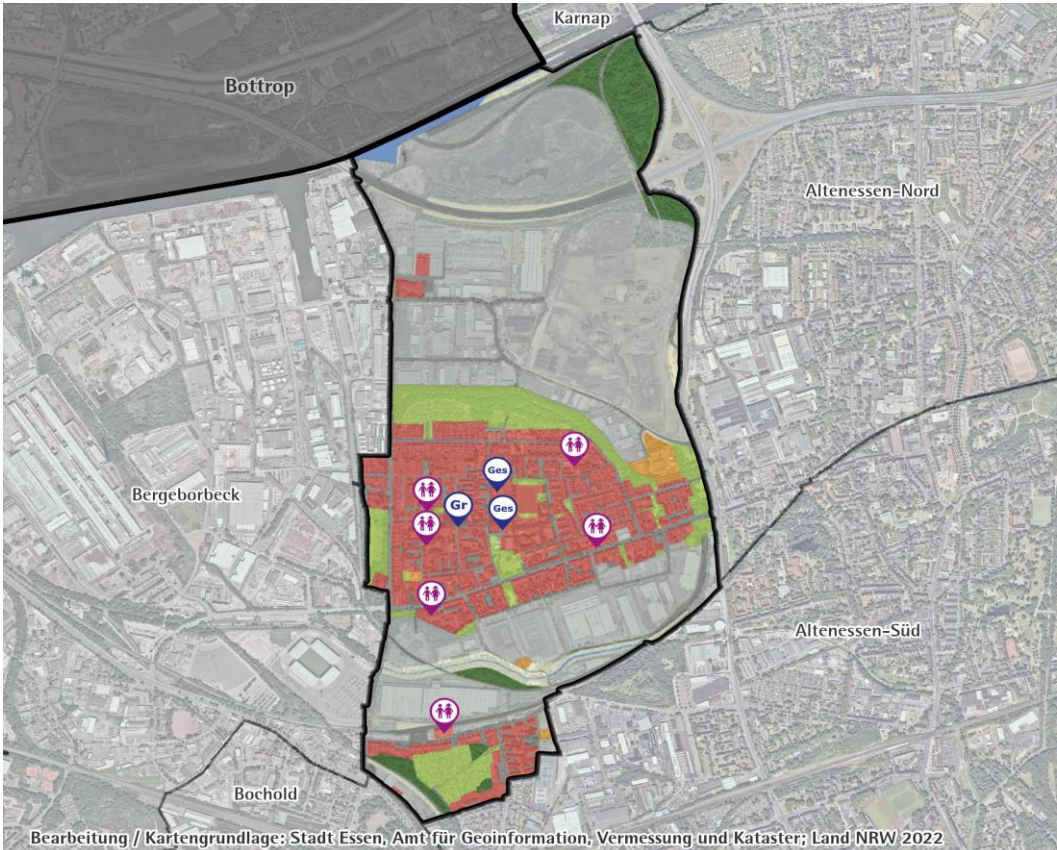 Karnap
Bottrop
Altenessen-Nord
Ges
Bergeborbeck
Gr
Ges
Altenessen-Süd
Bochold
Bearbeitung / Kartengrundlage: Stadt Essen, Amt für Geoinformation, Vermessung und Kataster; Land NRW 2022